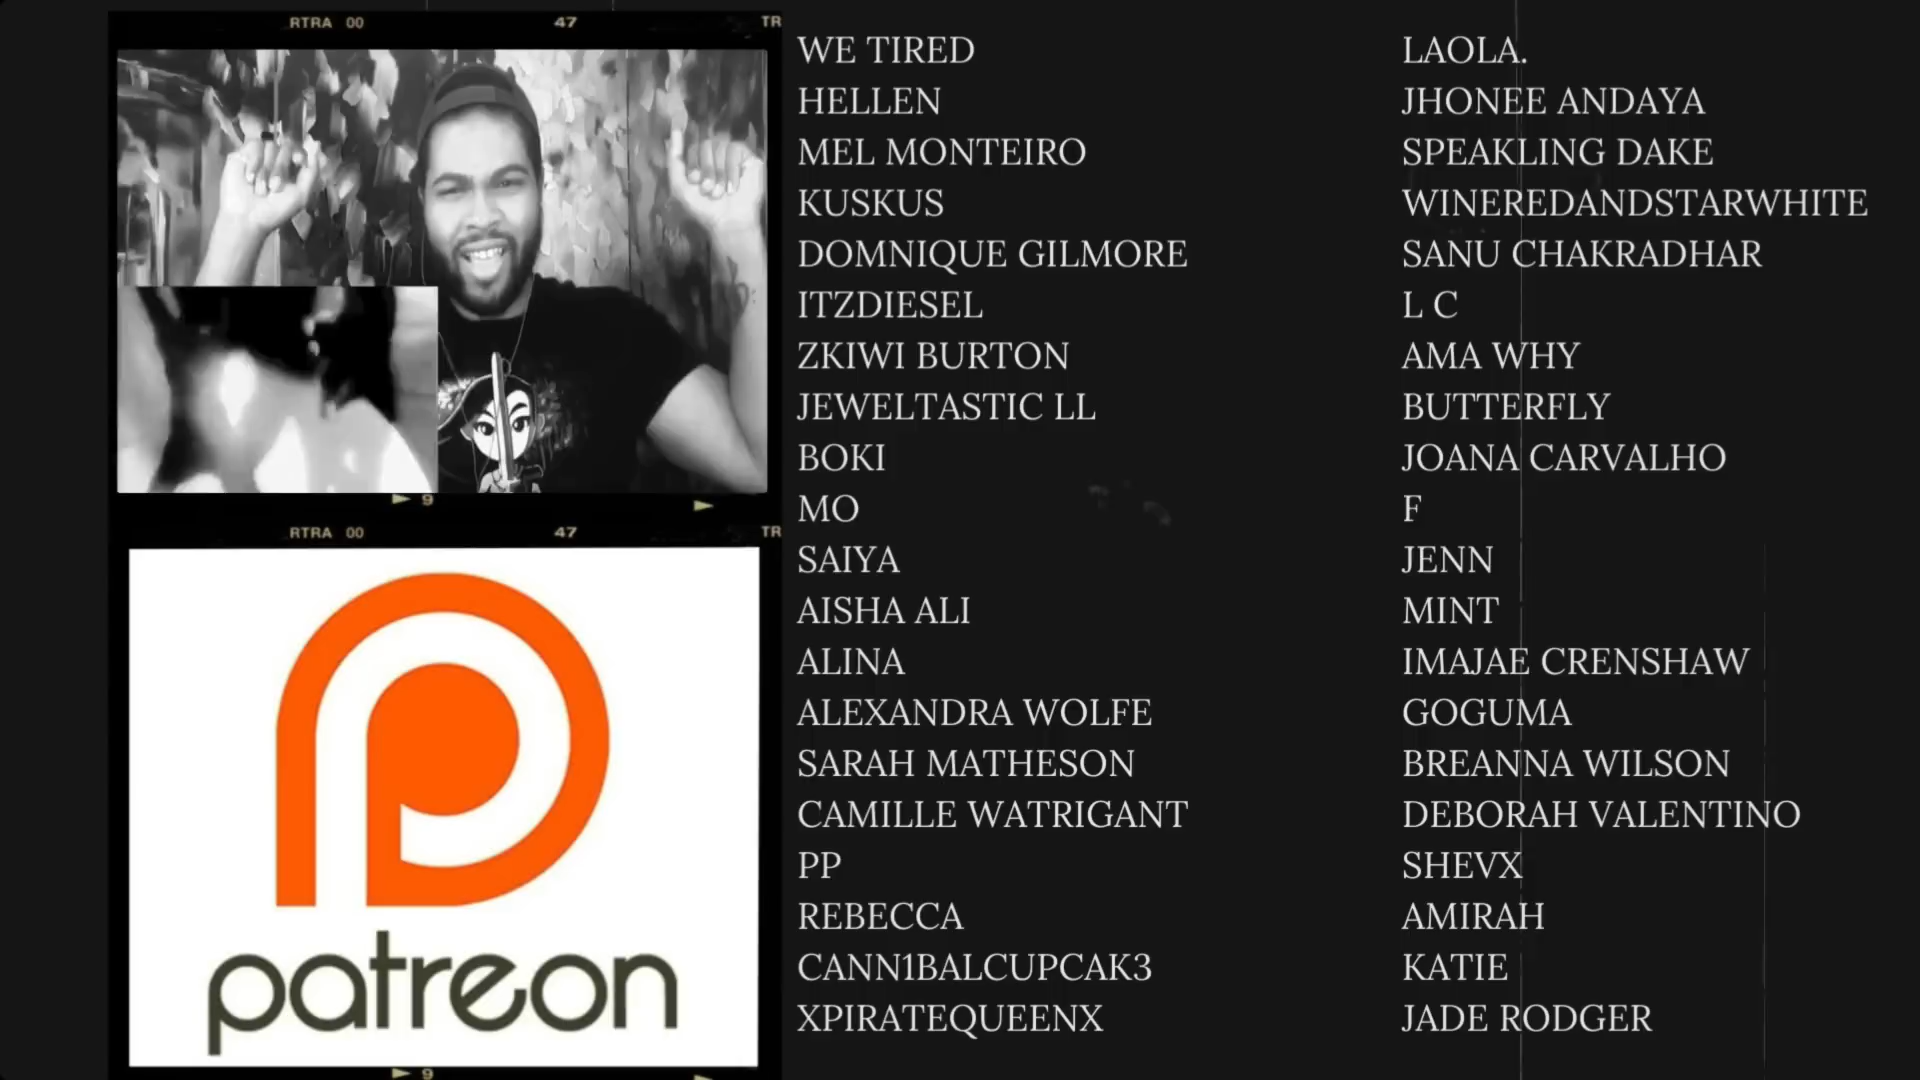 RTRA 00 47 TR
9
RTRA 00 47 TR
patreon
9
WE TIRED
HELLEN
MEL MONTEIRO
KUSKUS
DOMNIQUE GILMORE
ITZDIESEL
ZKIWI BURTON
JEWELTASTIC LL
BOKI
MO
SAIYA
AISHA ALI
ALINA
ALEXANDRA WOLFE
SARAH MATHESON
CAMILLE WATRIGANT
PP
REBECCA
CANN1BALCUPCAK3
XPIRATEQUEENX
LAOLA.
JHONEE ANDAYA
SPEAKLING DAKE
WINEREDANDSTARWHITE
SANU CHAKRADHAR
L C
AMA WHY
BUTTERFLY
JOANA CARVALHO
F
JENN
MINT
IMAJAE CRENSHAW
GOGUMA
BREANNA WILSON
DEBORAH VALENTINO
SHEVX
AMIRAH
KATIE
JADE RODGER